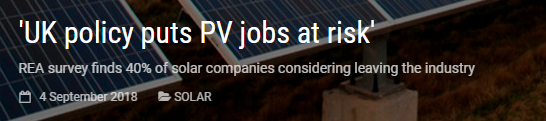 'UK policy puts PV jobs at risk'
REA survey finds 40% of solar companies considering leaving the industry
4 September 2018 SOLAR